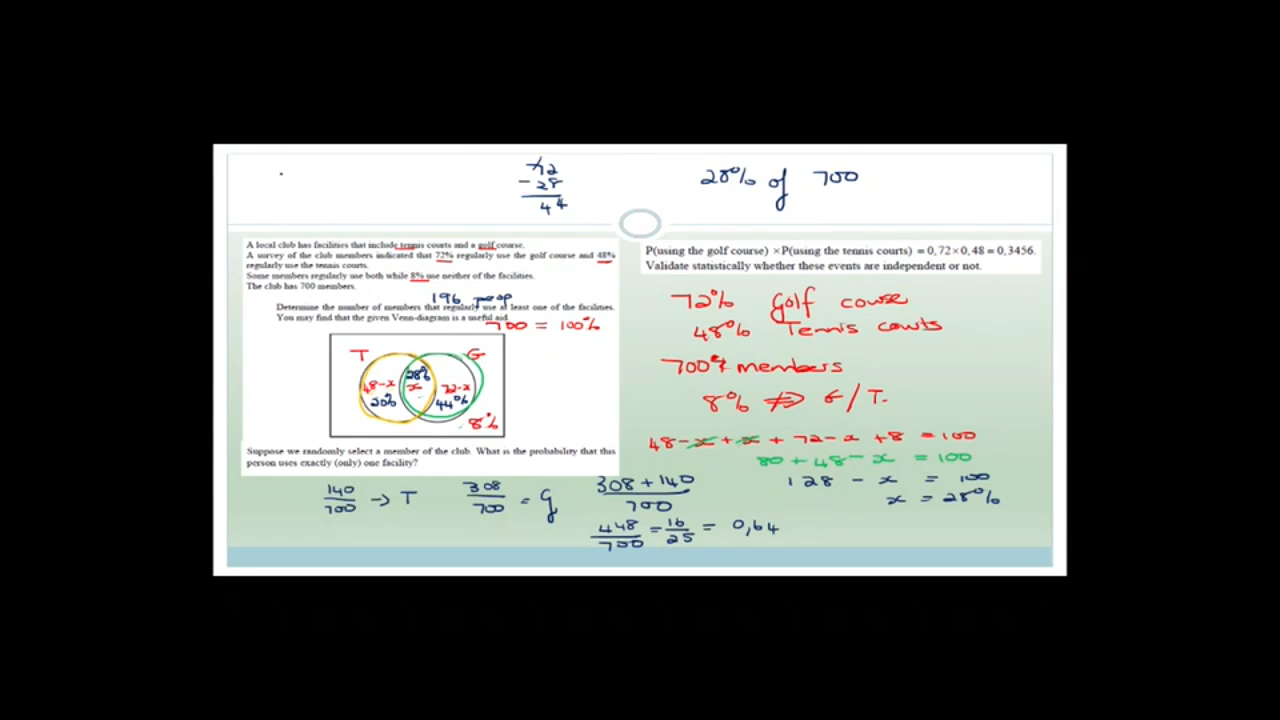 72
- 28
44
28% of 700
A local club has facilities that include tennis courts and a golf course.
A survey of the club members indicated that 72% regularly use the golf course and 48%
regularly use the tennis courts.
Some members regularly use both while 8% use neither of the facilities.
The club has 700 members.
196 peop
Determine the number of members that regularly use at least one of the facilities.
You may find that the given Venn-diagram is a useful aid
700 = 100%
T G
28%
48-x x 72-x
20% 44%
8%
Suppose we randomly select a member of the club. What is the probability that this
person uses exactly (only) one facility?
140/700 → T 308/700 = G 308 + 140/700
448/700 = 16/25 = 0,64
P(using the golf course) × P(using the tennis courts) = 0,72×0,48 = 0,3456.
Validate statistically whether these events are independent or not.
72% Golf course
48% Tennis courts
700 members
8% ⇏ G/T.
48 - x + x + 72 - x + 8 = 100
80 + 48 - x = 100
128 - x = 100
x = 28%